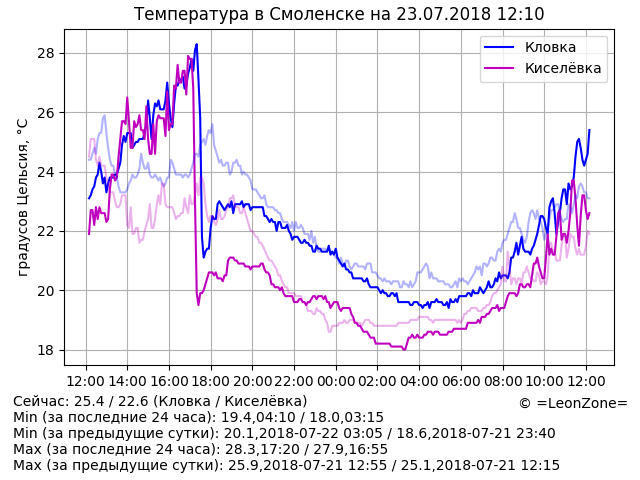 Температура в Смоленске на 23.07.2018 12:10
Кловка
Киселёвка
градусов Цельсия, °C
28
26
24
22
20
18
12:00 14:00 16:00 18:00 20:00 22:00 00:00 02:00 04:00 06:00 08:00 10:00 12:00
Сейчас: 25.4 / 22.6 (Кловка / Киселёвка)
© =LeonZone=
Min (за последние 24 часа): 19.4,04:10 / 18.0,03:15
Min (за предыдущие сутки): 20.1,2018-07-22 03:05 / 18.6,2018-07-21 23:40
Max (за последние 24 часа): 28.3,17:20 / 27.9,16:55
Max (за предыдущие сутки): 25.9,2018-07-21 12:55 / 25.1,2018-07-21 12:15